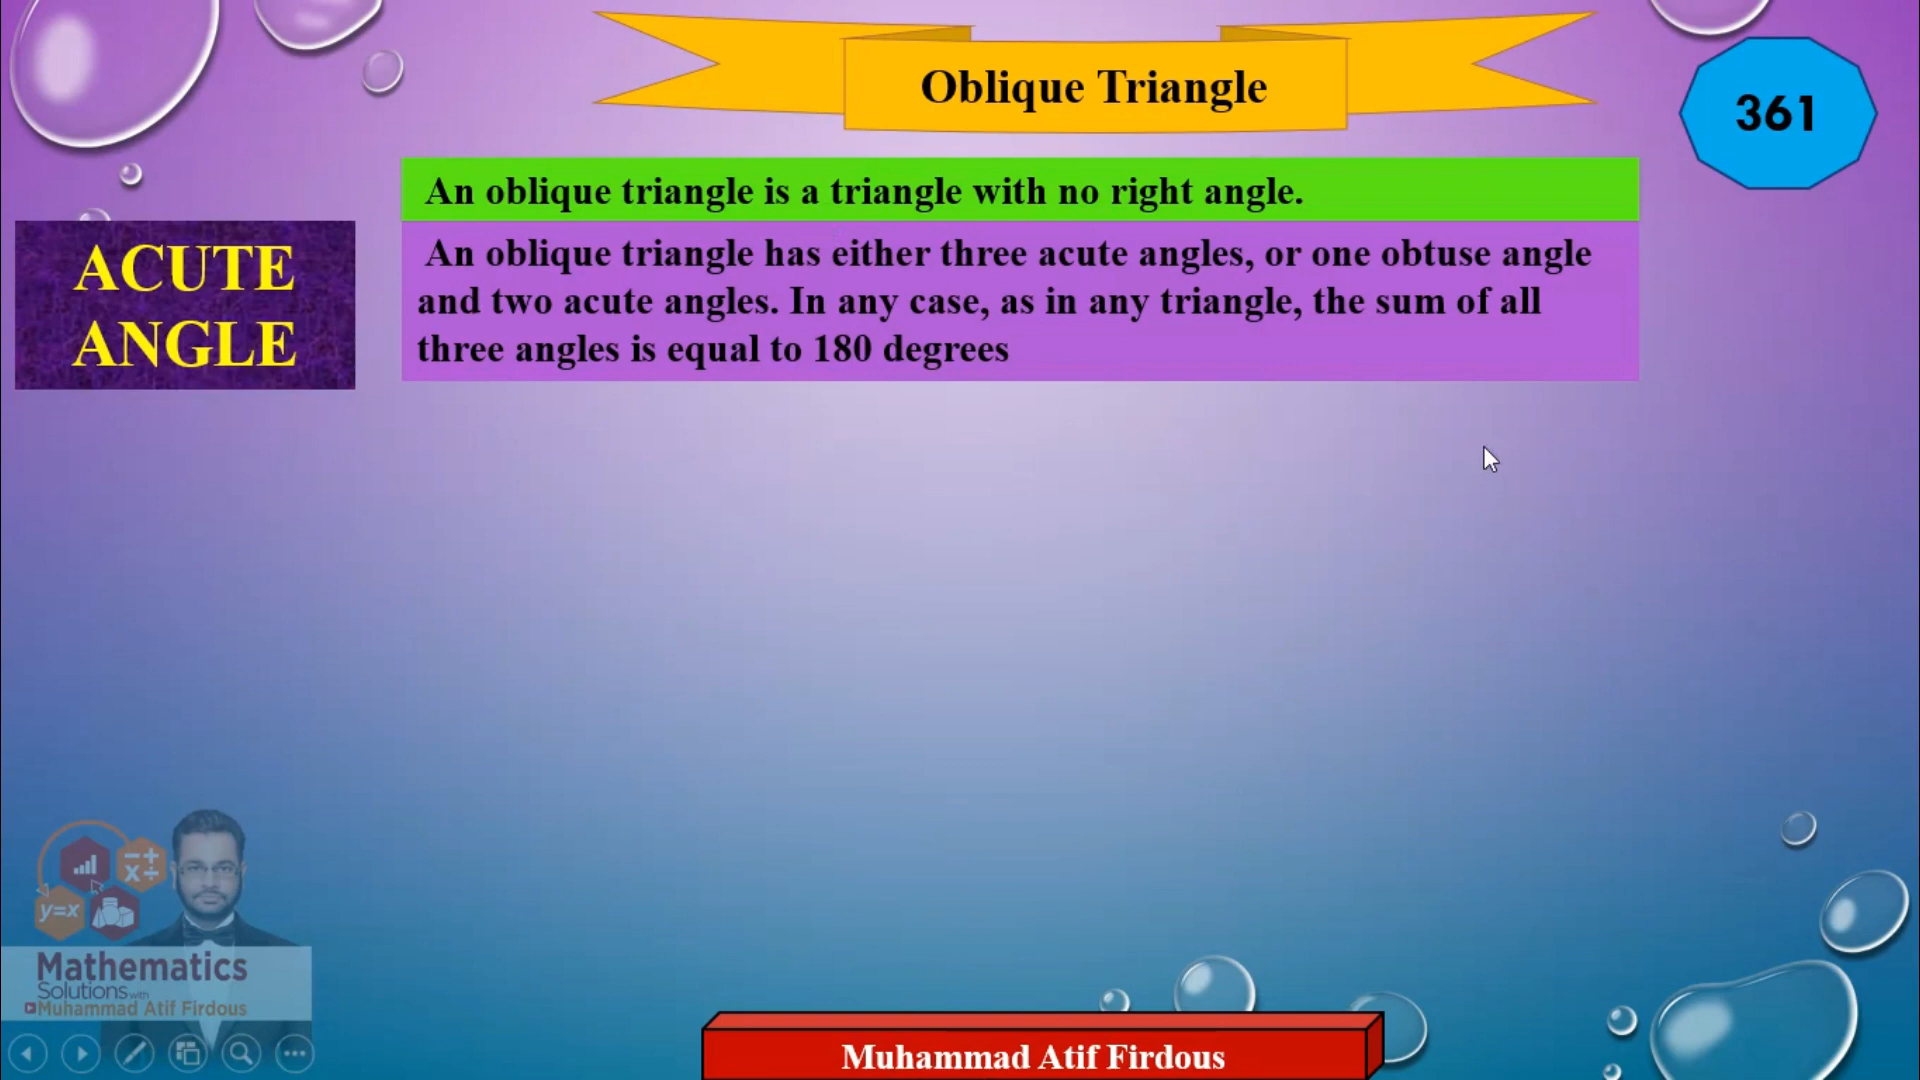 Oblique Triangle
361
An oblique triangle is a triangle with no right angle.
ACUTE
ANGLE
An oblique triangle has either three acute angles, or one obtuse angle
and two acute angles. In any case, as in any triangle, the sum of all
three angles is equal to 180 degrees
y=x
Mathematics
Solutions with
Muhammad Atif Firdous
Muhammad Atif Firdous